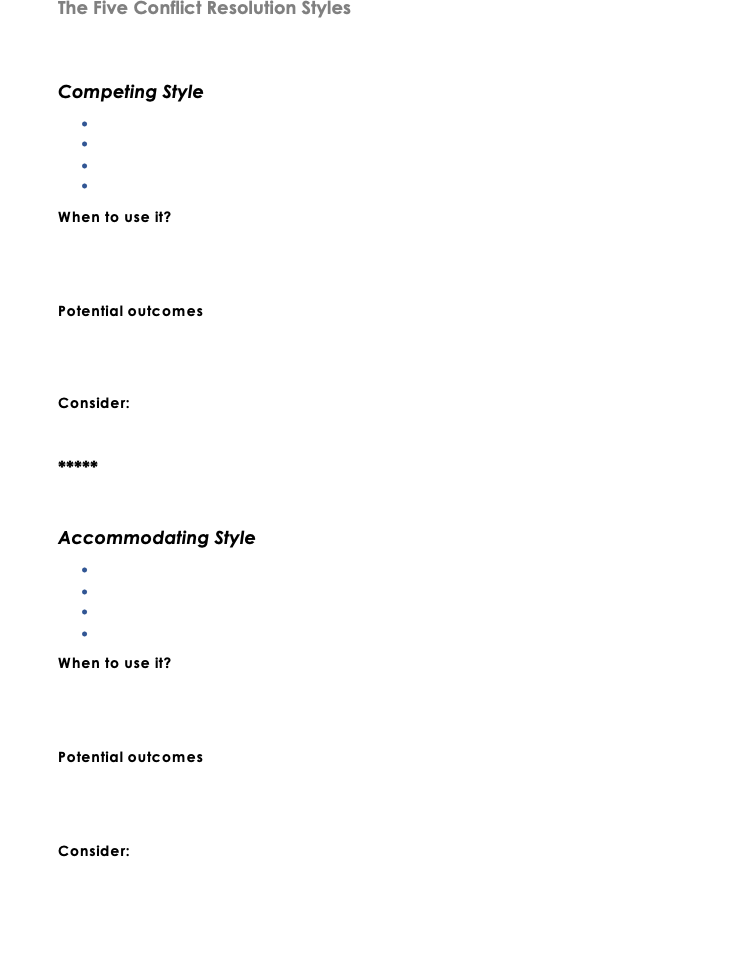 The Five Conflict Resolution Styles
Competing Style
•
•
•
•
When to use it?
Potential outcomes
Consider:
*****
Accommodating Style
•
•
•
•
When to use it?
Potential outcomes
Consider: